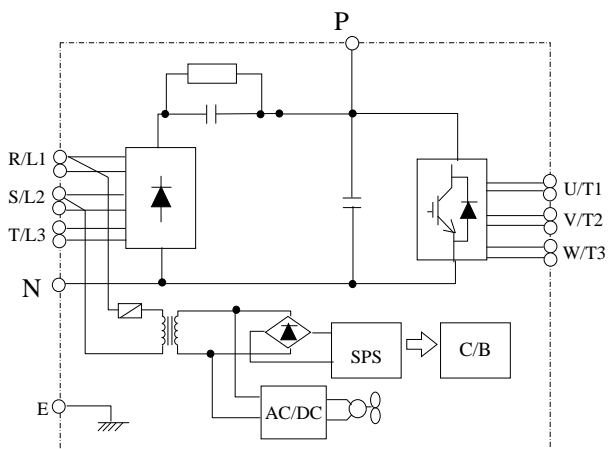 P
R/L1
S/L2
T/L3
U/T1
V/T2
W/T3
N
SPS
C/B
AC/DC
E